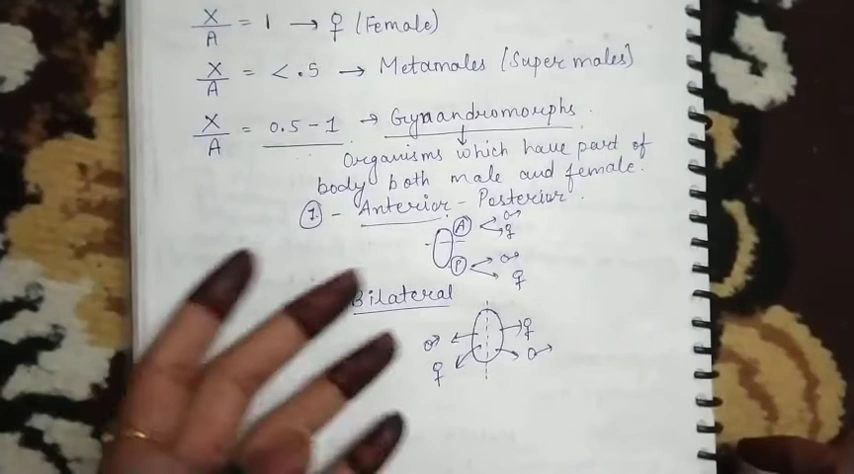 X/A = 1 → ♀ (Female)
X/A = <.5 → Metamales (Super males)
X/A = 0.5-1 → Gynandromorphs.
Organisms which have part of
body both male and female.
① - Anterior - Posterior.
A ♂
♀
P ♂
♀
Bilateral
♂ ♀
♀ ♂